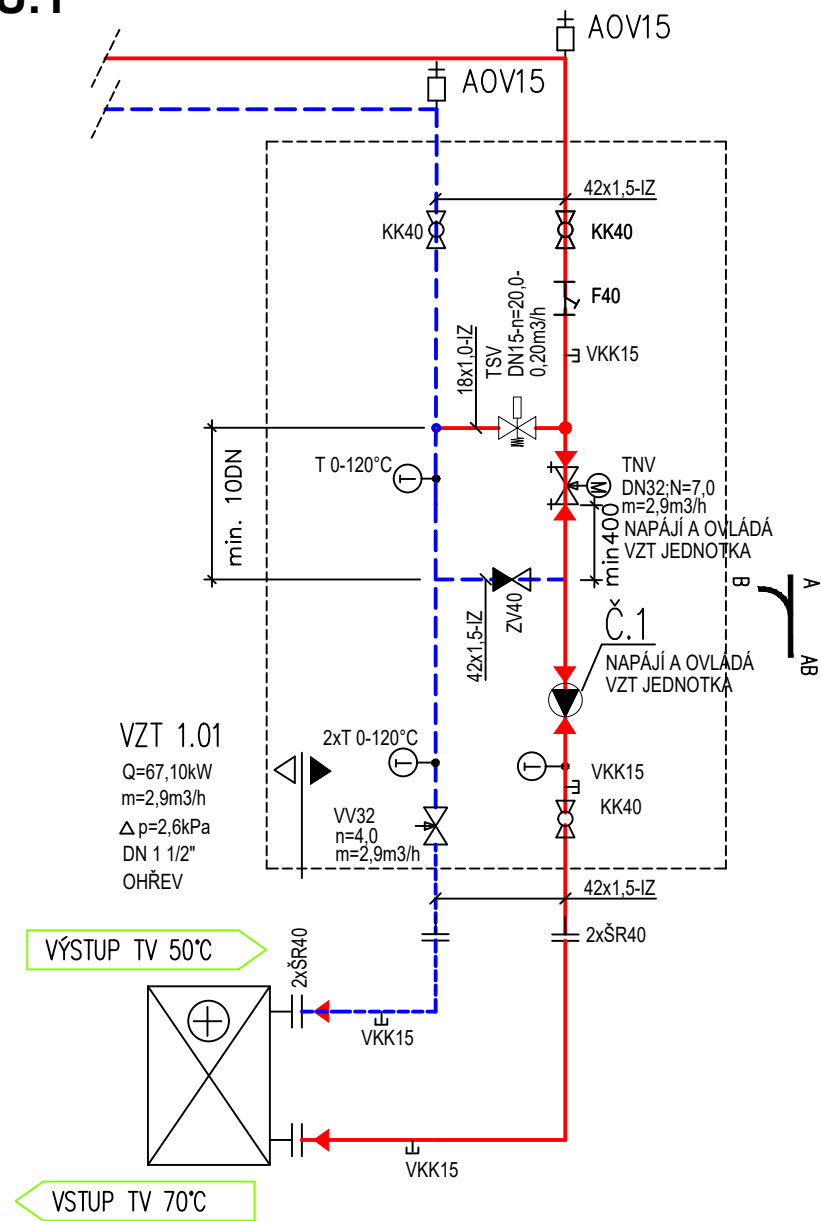 AOV15
AOV15
42x1,5-IZ
KK40
KK40
F40
18x1,0-IZ
TSV
DN15-n=20,0-
0,20m3/h
VKK15
min. 10DN
T 0-120°C
T
M
TNV
DN32;N=7,0
m=2,9m3/h
NAPÁJÍ A OVLÁDÁ
VZT JEDNOTKA
min400
42x1,5-IZ
ZV40
A
B
AB
Č.1
NAPÁJÍ A OVLÁDÁ
VZT JEDNOTKA
VZT 1.01
Q=67,10kW
m=2,9m3/h
Δp=2,6kPa
DN 1 1/2"
OHŘEV
2xT 0-120°C
T
T
VKK15
KK40
VV32
n=4,0
m=2,9m3/h
42x1,5-IZ
2xŠR40
VÝSTUP TV 50°C
2xŠR40
VKK15
VKK15
VSTUP TV 70°C